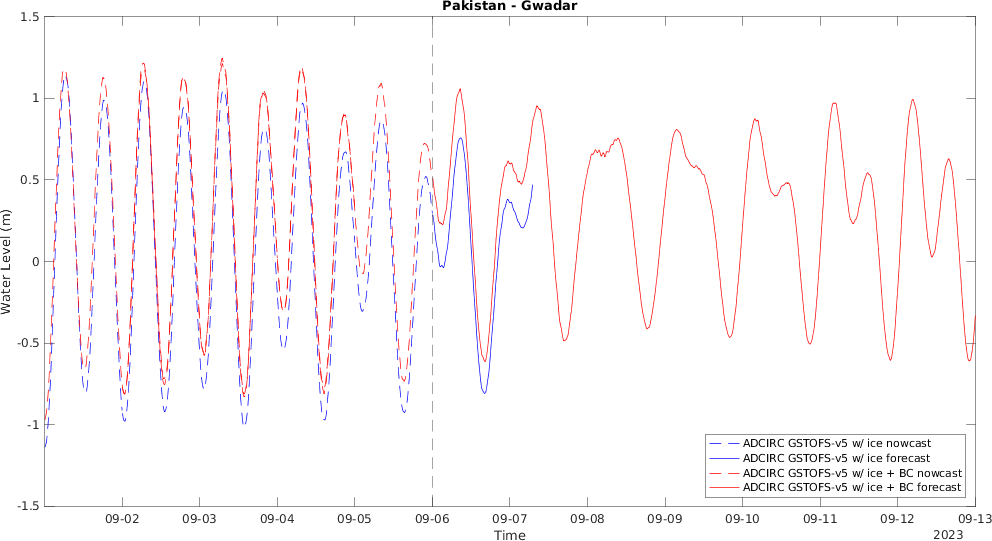 Pakistan - Gwadar
1.5
1
0.5
0
-0.5
-1
-1.5
Water Level (m)
09-02 09-03 09-04 09-05 09-06 09-07 09-08 09-09 09-10 09-11 09-12 09-13
Time
2023
ADCIRC GSTOFS-v5 w/ ice nowcast
ADCIRC GSTOFS-v5 w/ ice forecast
ADCIRC GSTOFS-v5 w/ ice + BC nowcast
ADCIRC GSTOFS-v5 w/ ice + BC forecast